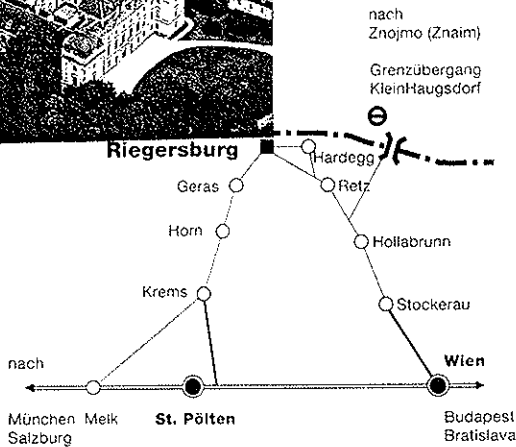 nach
Znojmo (Znaim)
Grenzübergang
KleinHaugsdorf
Riegersburg
Hardegg
Geras
Retz
Horn
Hollabrunn
Krems
Stockerau
nach
Wien
München
Salzburg
Melk
St. Pölten
Budapest
Bratislava